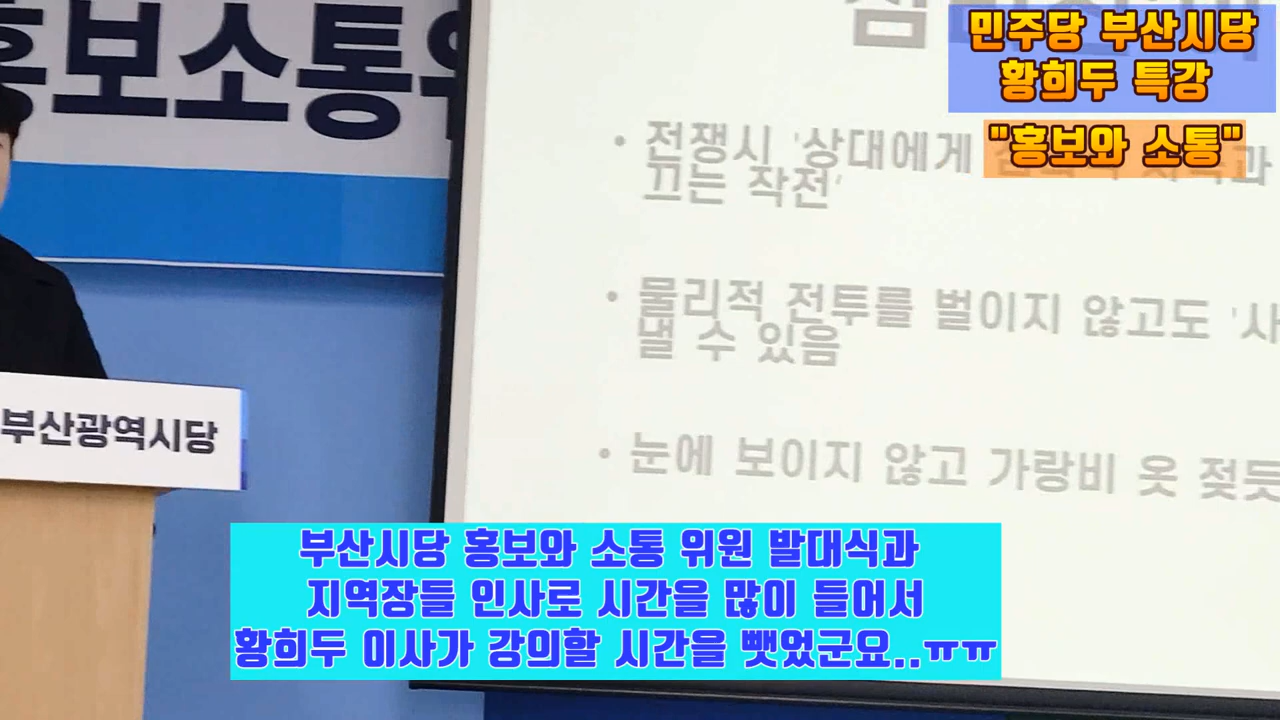 민주당 부산시당
황희두 특강
"홍보와 소통"
홍보소통위
• 전쟁시 '상대에게
끄는 작전'
• 물리적 전투를 벌이지 않고도 '사
낼 수 있음
• 눈에 보이지 않고 가랑비 옷 젖듯
부산광역시당
부산시당 홍보와 소통 위원 발대식과
지역장들 인사로 시간을 많이 들어서
황희두 이사가 강의할 시간을 뺏었군요..ㅠㅠ